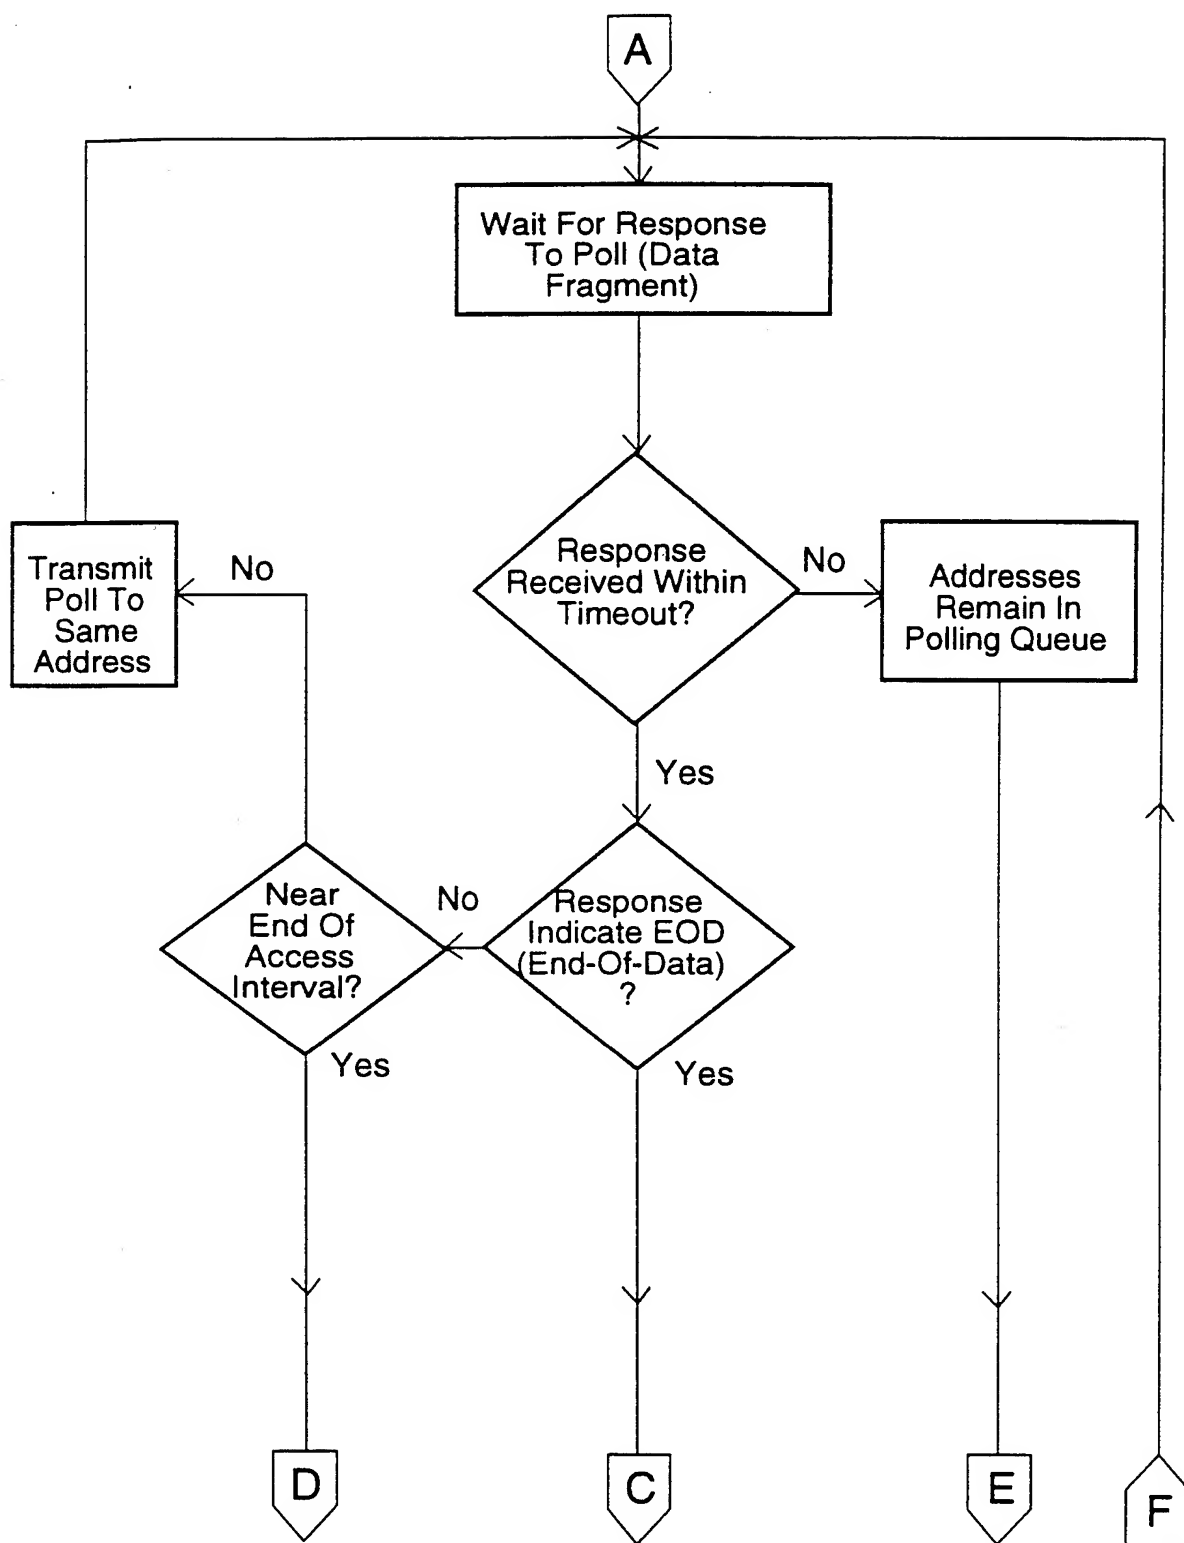 A
Wait For Response
To Poll (Data
Fragment)
Response
Received Within
Timeout?
No
Addresses
Remain In
Polling Queue
Transmit
Poll To
Same
Address
No
Yes
Near
End Of
Access
Interval?
No
Response
Indicate EOD
(End-Of-Data)
?
Yes
Yes
D
C
E
F